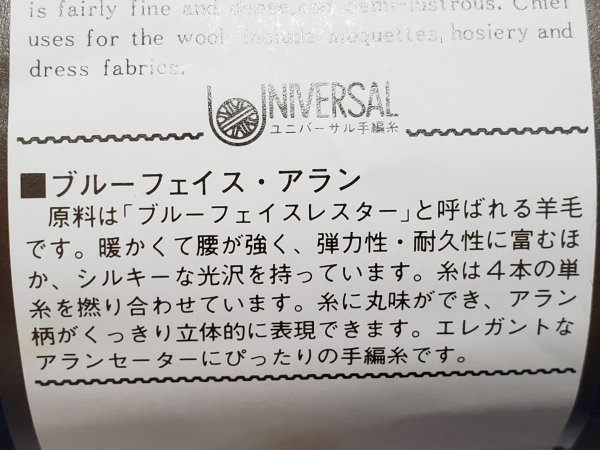 is fairly fine and dense and demi-lustrous. Chief
uses for the wool include moquettes, hosiery and
dress fabrics.
UNIVERSAL
ユニバーサル手編糸
■ブルーフェイス・アラン
原料は「ブルーフェイスレスター」と呼ばれる羊毛
です。暖かくて腰が強く、弾力性・耐久性に富むほ
か、シルキーな光沢を持っています。糸は4本の単
糸を撚り合わせています。糸に丸味ができ、アラン
柄がくっきり立体的に表現できます。エレガントな
アランセーターにぴったりの手編糸です。